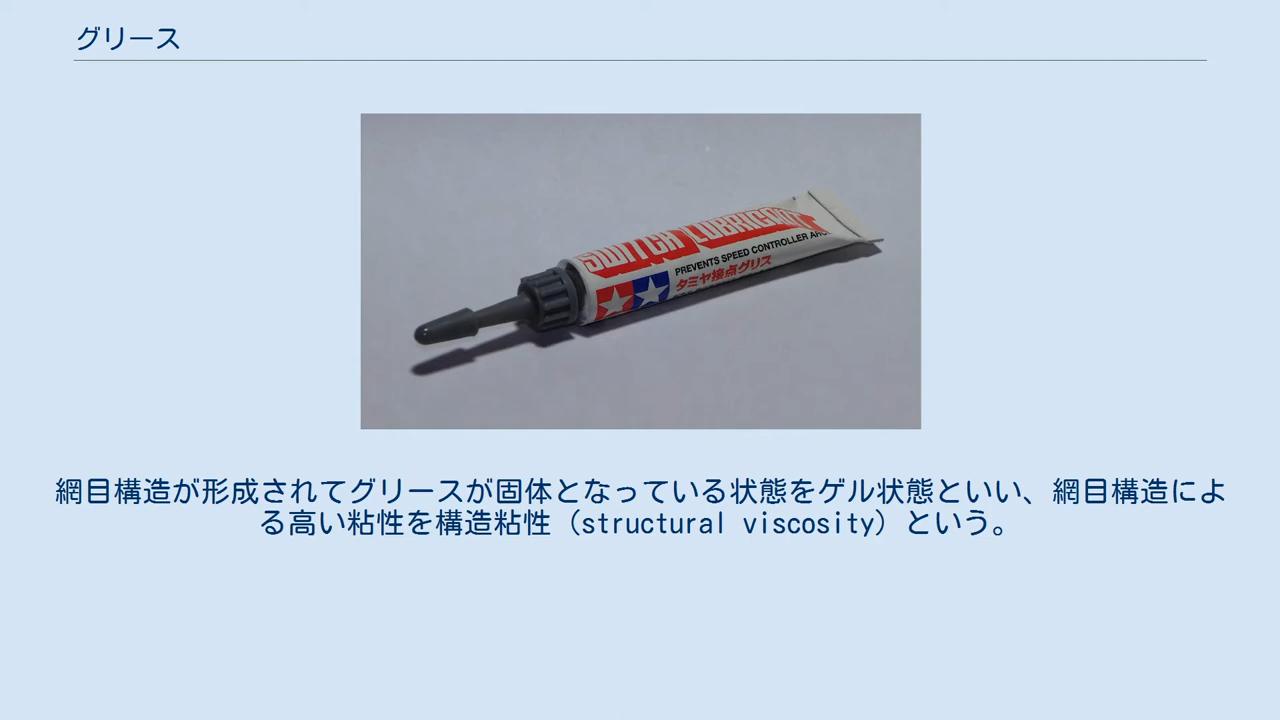 グリース
SWITCH LUBRICANT
PREVENTS SPEED CONTROLLER
タミヤ接点グリス
網目構造が形成されてグリースが固体となっている状態をゲル状態といい、網目構造によ
る高い粘性を構造粘性（structural viscosity）という。